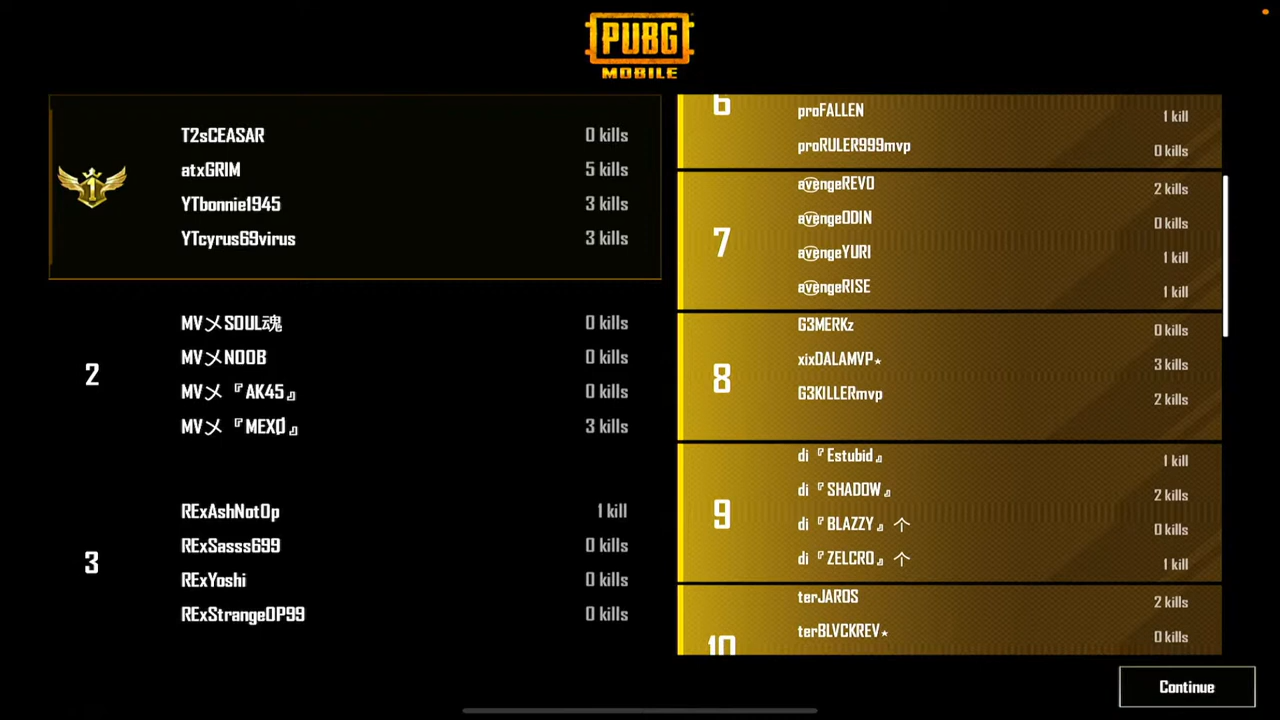 PUBG
MOBILE
T2sCEASAR 0 kills
atxGRIM 5 kills
1
YTbonnie1945 3 kills
YTcyrus69virus 3 kills
MVメSOUL魂 0 kills
MVメNOOB 0 kills
2
MVメ『AK45』 0 kills
MVメ『MEXØ』 3 kills
RExAshNotOp 1 kill
RExSasss699 0 kills
3
RExYoshi 0 kills
RExStrangeOP99 0 kills
6
proFALLEN 1 kill
proRULER999mvp 0 kills
avengeREVO 2 kills
avengeODIN 0 kills
7
avengeYURI 1 kill
avengeRISE 1 kill
G3MERKz 0 kills
xixDALAMVP★ 3 kills
8
G3KILLERmvp 2 kills
di『Estubid』 1 kill
di『SHADOW』 2 kills
9
di『BLAZZY』个 0 kills
di『ZELCRO』个 1 kill
terJAROS 2 kills
terBLVCKREV★ 0 kills
10
Continue